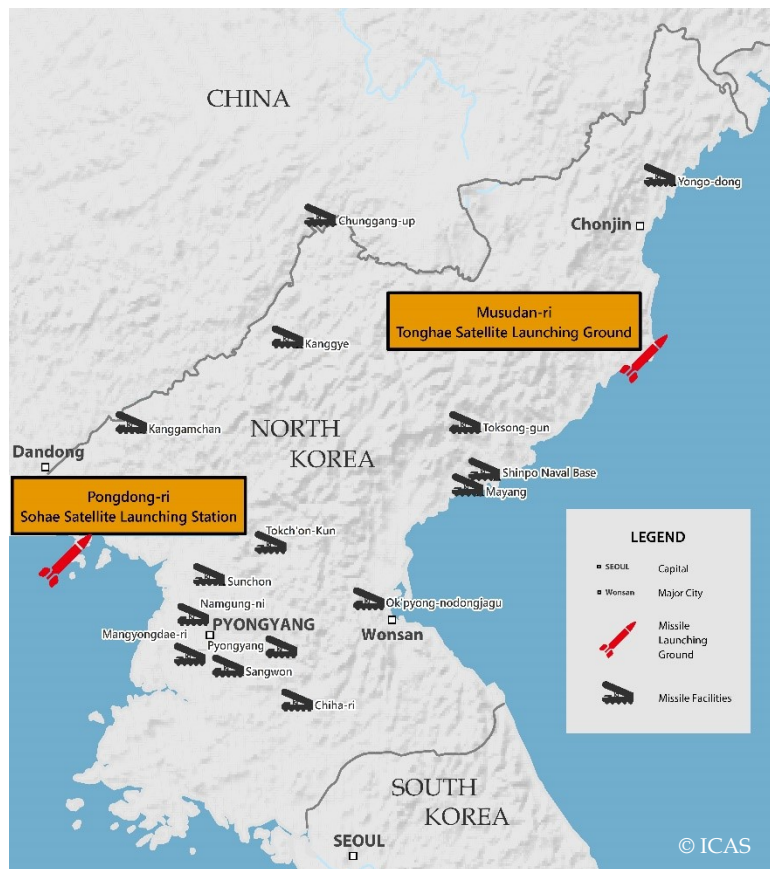 CHINA
Yongo-dong
Chunggang-up
Chonjin
Musudan-ri
Tonghae Satellite Launching Ground
Kanggye
Kanggamchan
NORTH
KOREA
Toksong-gun
Dandong
Shinpo Naval Base
Mayang
Pongdong-ri
Sohae Satellite Launching Station
Tokch'on-Kun
Sunchon
Namgung-ni
Ok'pyong-nodongjagu
PYONGYANG
Wonsan
Mangyongdae-ri
Pyongyang
Sangwon
Chiha-ri
LEGEND
SEOUL Capital
Wonsan Major City
Missile
Launching
Ground
Missile Facilities
SOUTH
KOREA
SEOUL
© ICAS